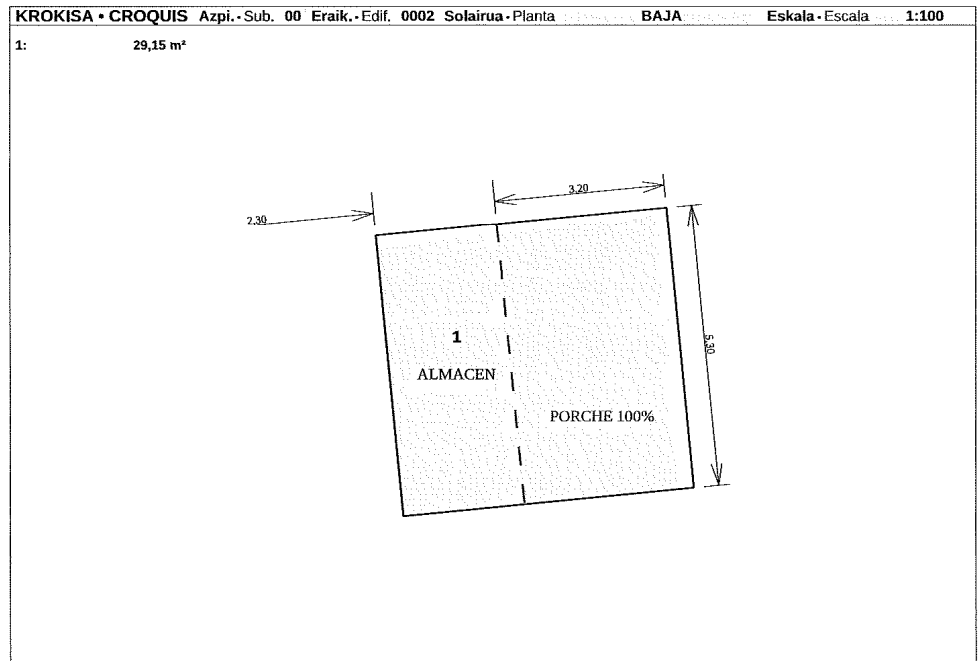 KROKISA • CROQUIS Azpi.-Sub. 00 Eraik.-Edif. 0002 Solairua-Planta BAJA Eskala-Escala 1:100
1: 29,15 m²
3,20
2,30
5,30
1
ALMACEN
PORCHE 100%